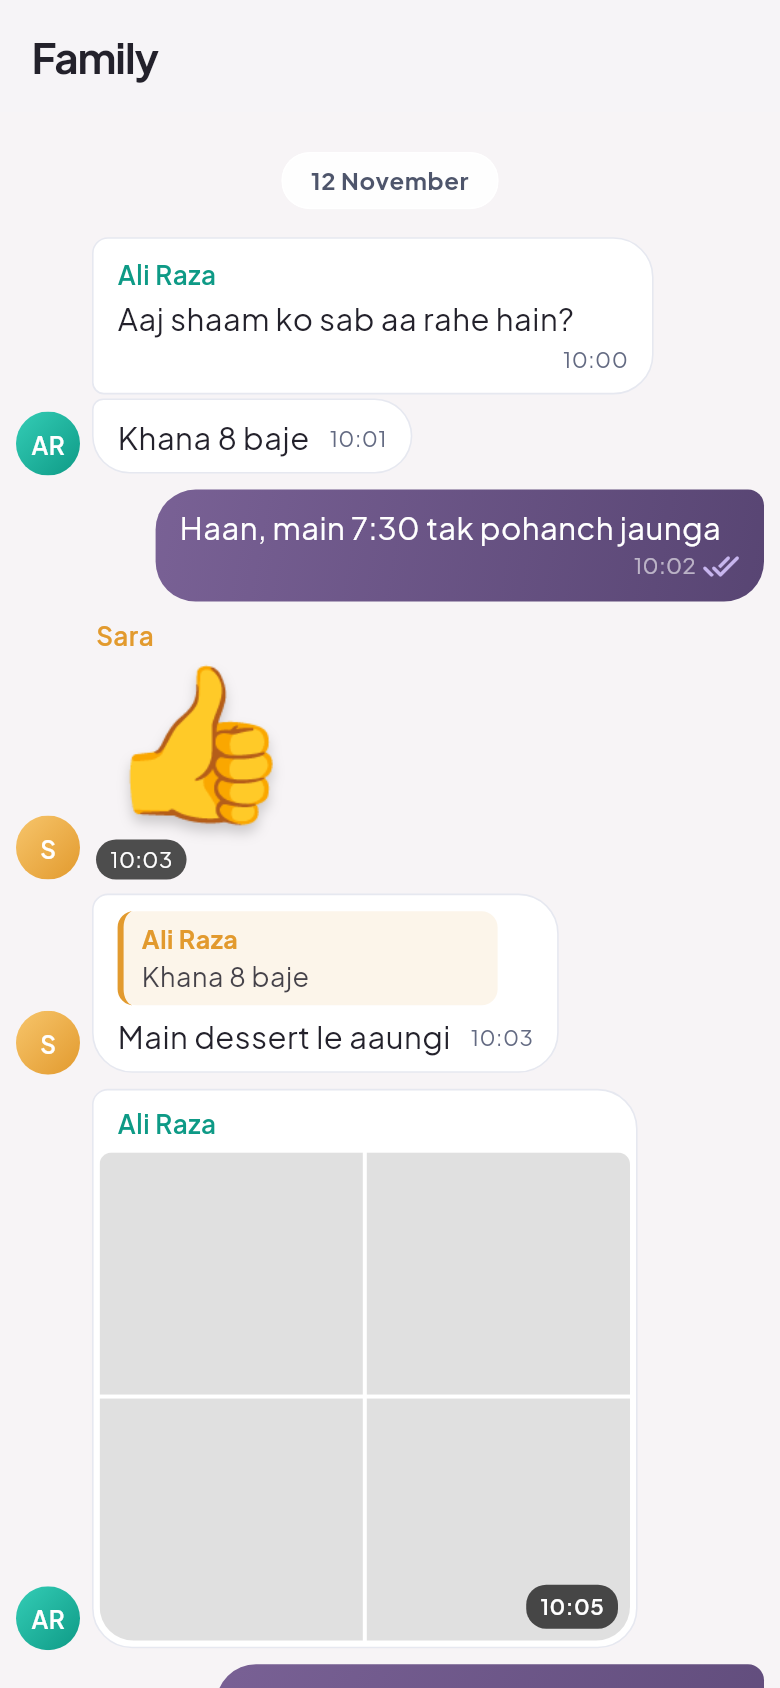 Family
12 November
Ali Raza
Aaj shaam ko sab aa rahe hain?
10:00
AR
Khana 8 baje 10:01
Haan, main 7:30 tak pohanch jaunga
10:02
Sara
S
10:03
Ali Raza
Khana 8 baje
S
Main dessert le aaungi 10:03
Ali Raza
10:05
AR